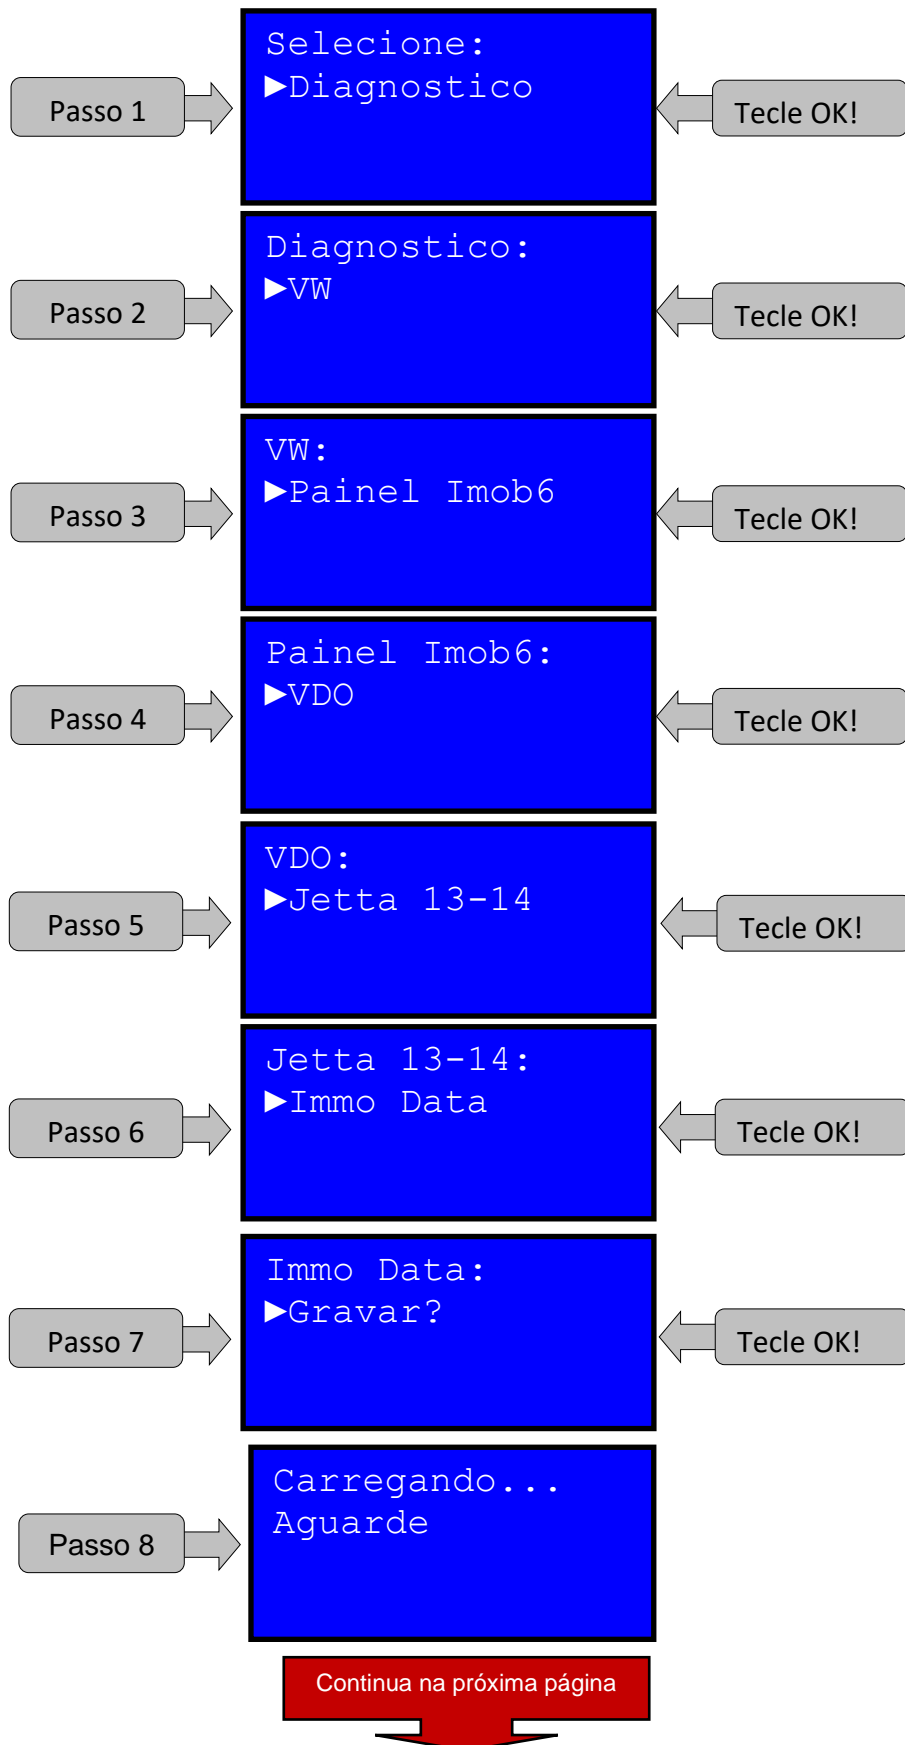 Selecione:
Passo 1
►Diagnostico
Tecle OK!
Diagnostico:
Passo 2
►VW
Tecle OK!
VW:
Passo 3
►Painel Imob6
Tecle OK!
Painel Imob6:
Passo 4
►VDO
Tecle OK!
VDO:
Passo 5
►Jetta 13-14
Tecle OK!
Jetta 13-14:
Passo 6
►Immo Data
Tecle OK!
Immo Data:
Passo 7
►Gravar?
Tecle OK!
Carregando...
Aguarde
Passo 8
Continua na próxima página